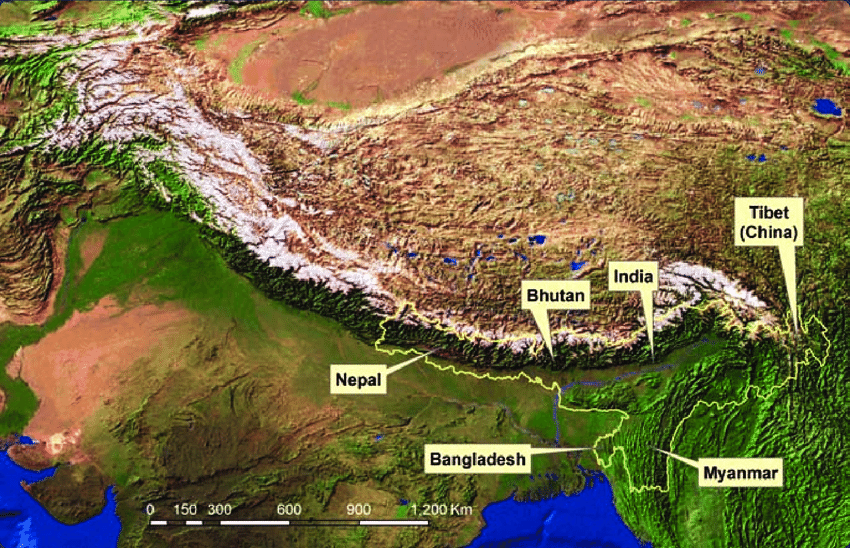 Tibet
(China)
India
Bhutan
Nepal
Bangladesh
Myanmar
0 150 300 600 900 1,200 Km